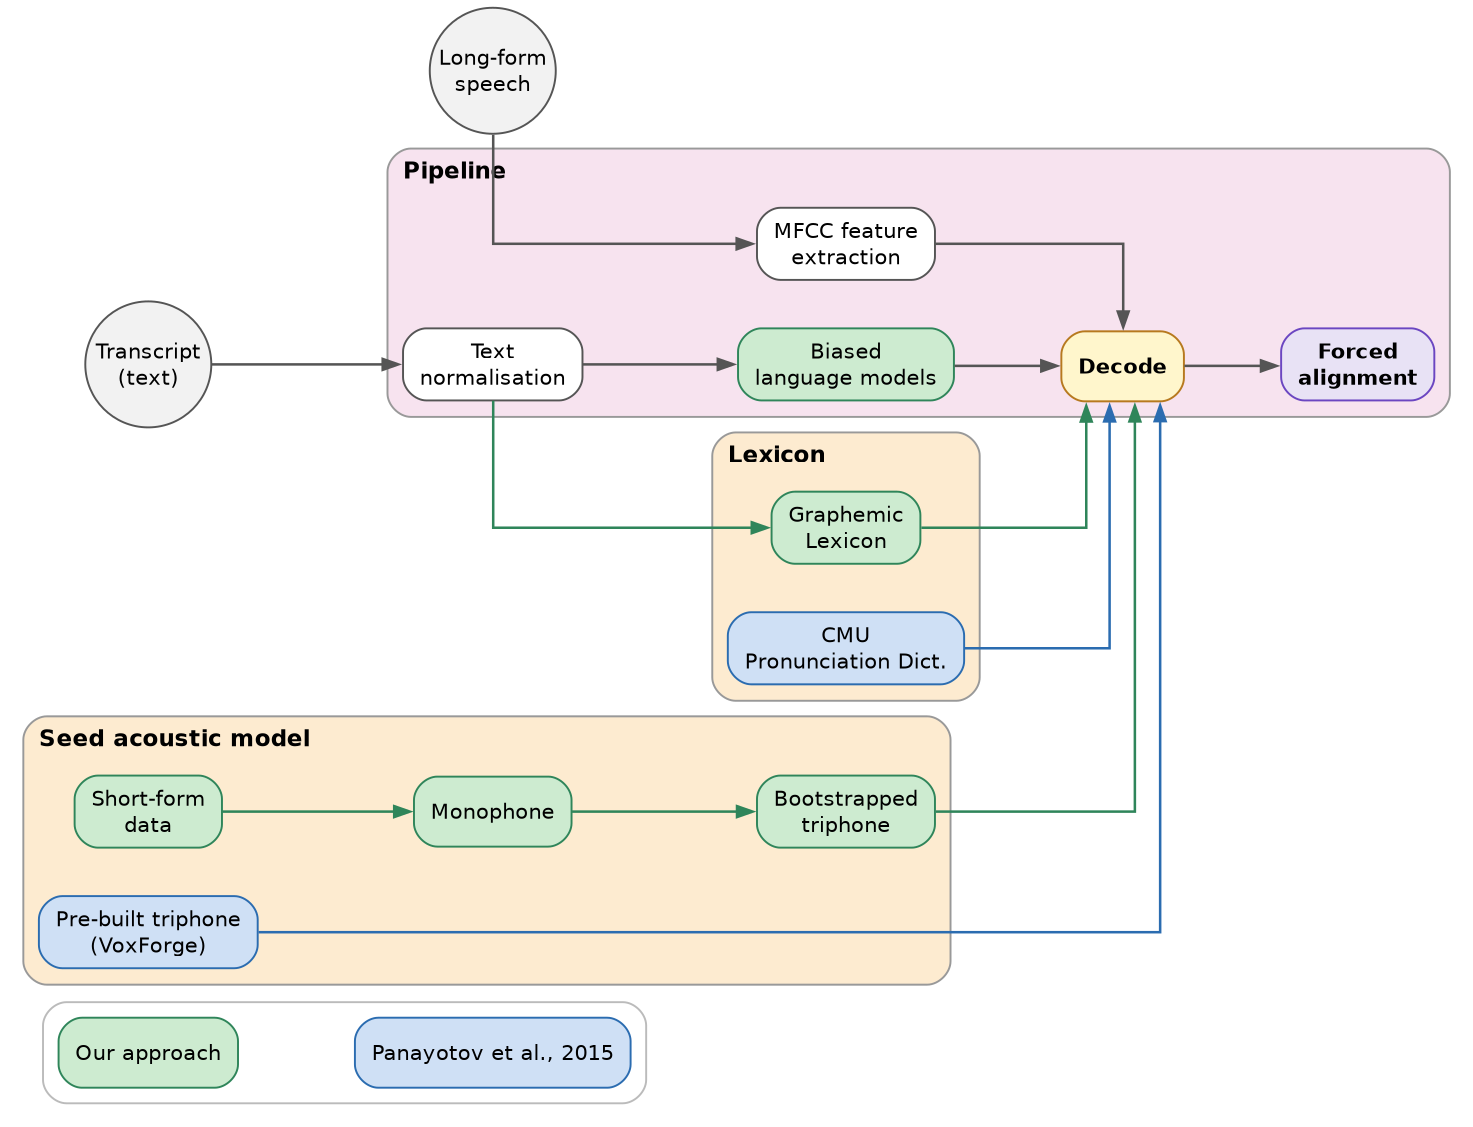 Long-form
speech
Pipeline
MFCC feature
extraction
Transcript
(text)
Text
normalisation
Biased
language models
Decode
Forced
alignment
Lexicon
Graphemic
Lexicon
CMU
Pronunciation Dict.
Seed acoustic model
Short-form
data
Monophone
Bootstrapped
triphone
Pre-built triphone
(VoxForge)
Our approach
Panayotov et al., 2015